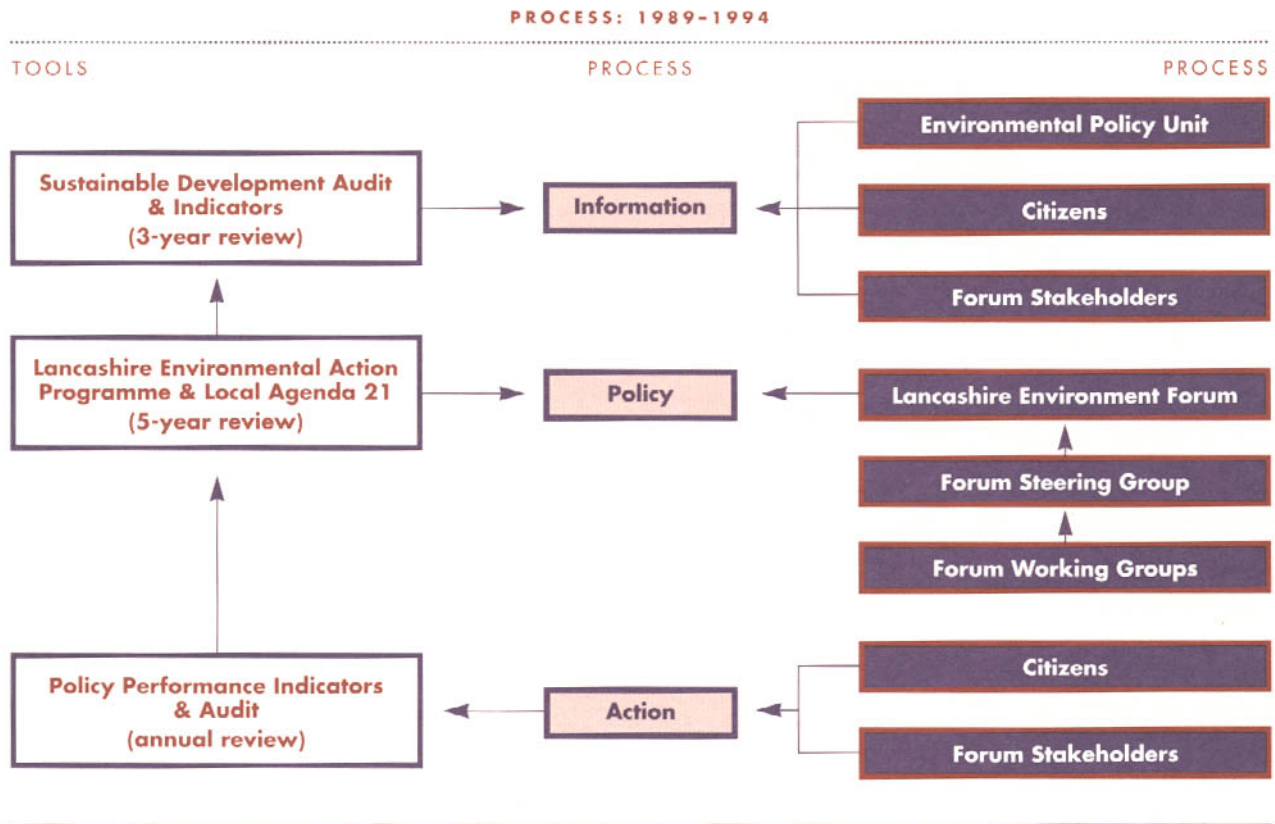 PROCESS: 1989–1994
TOOLS
PROCESS
PROCESS
Environmental Policy Unit
Sustainable Development Audit
& Indicators
(3-year review)
Information
Citizens
Forum Stakeholders
Lancashire Environmental Action
Programme & Local Agenda 21
(5-year review)
Policy
Lancashire Environment Forum
Forum Steering Group
Forum Working Groups
Policy Performance Indicators
& Audit
(annual review)
Action
Citizens
Forum Stakeholders